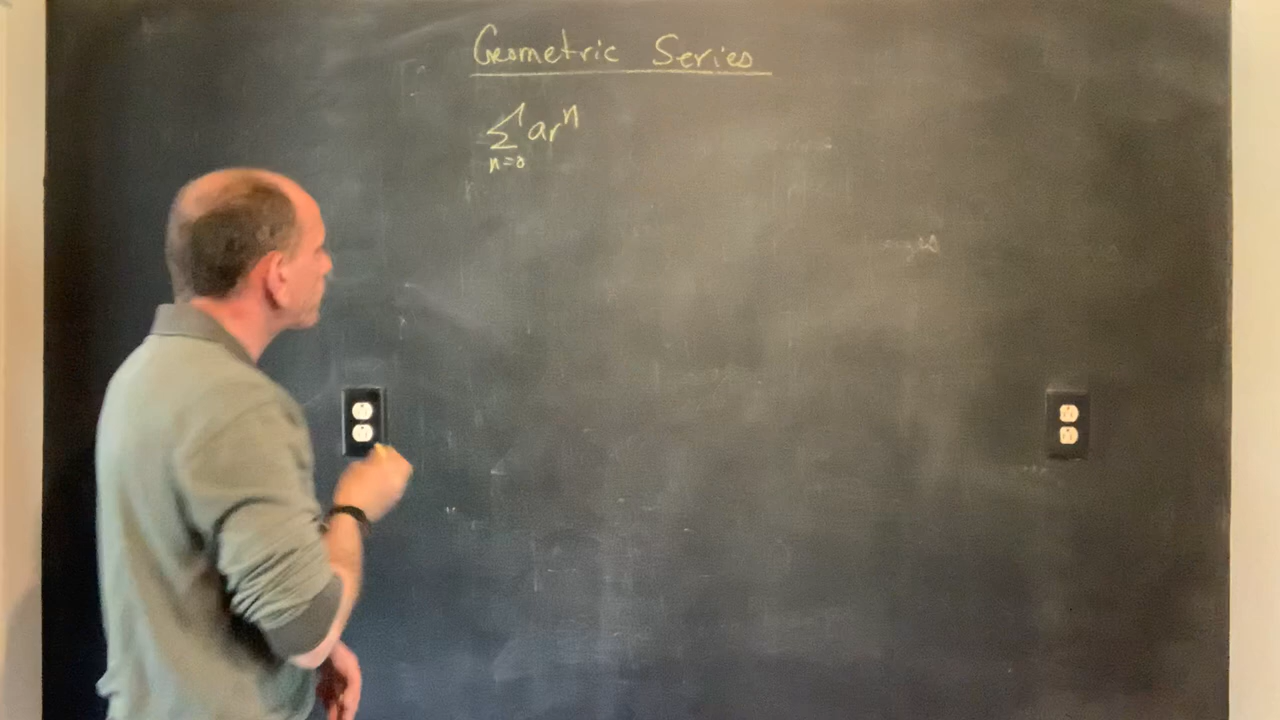 Geometric Series
∑ arⁿ
n=0